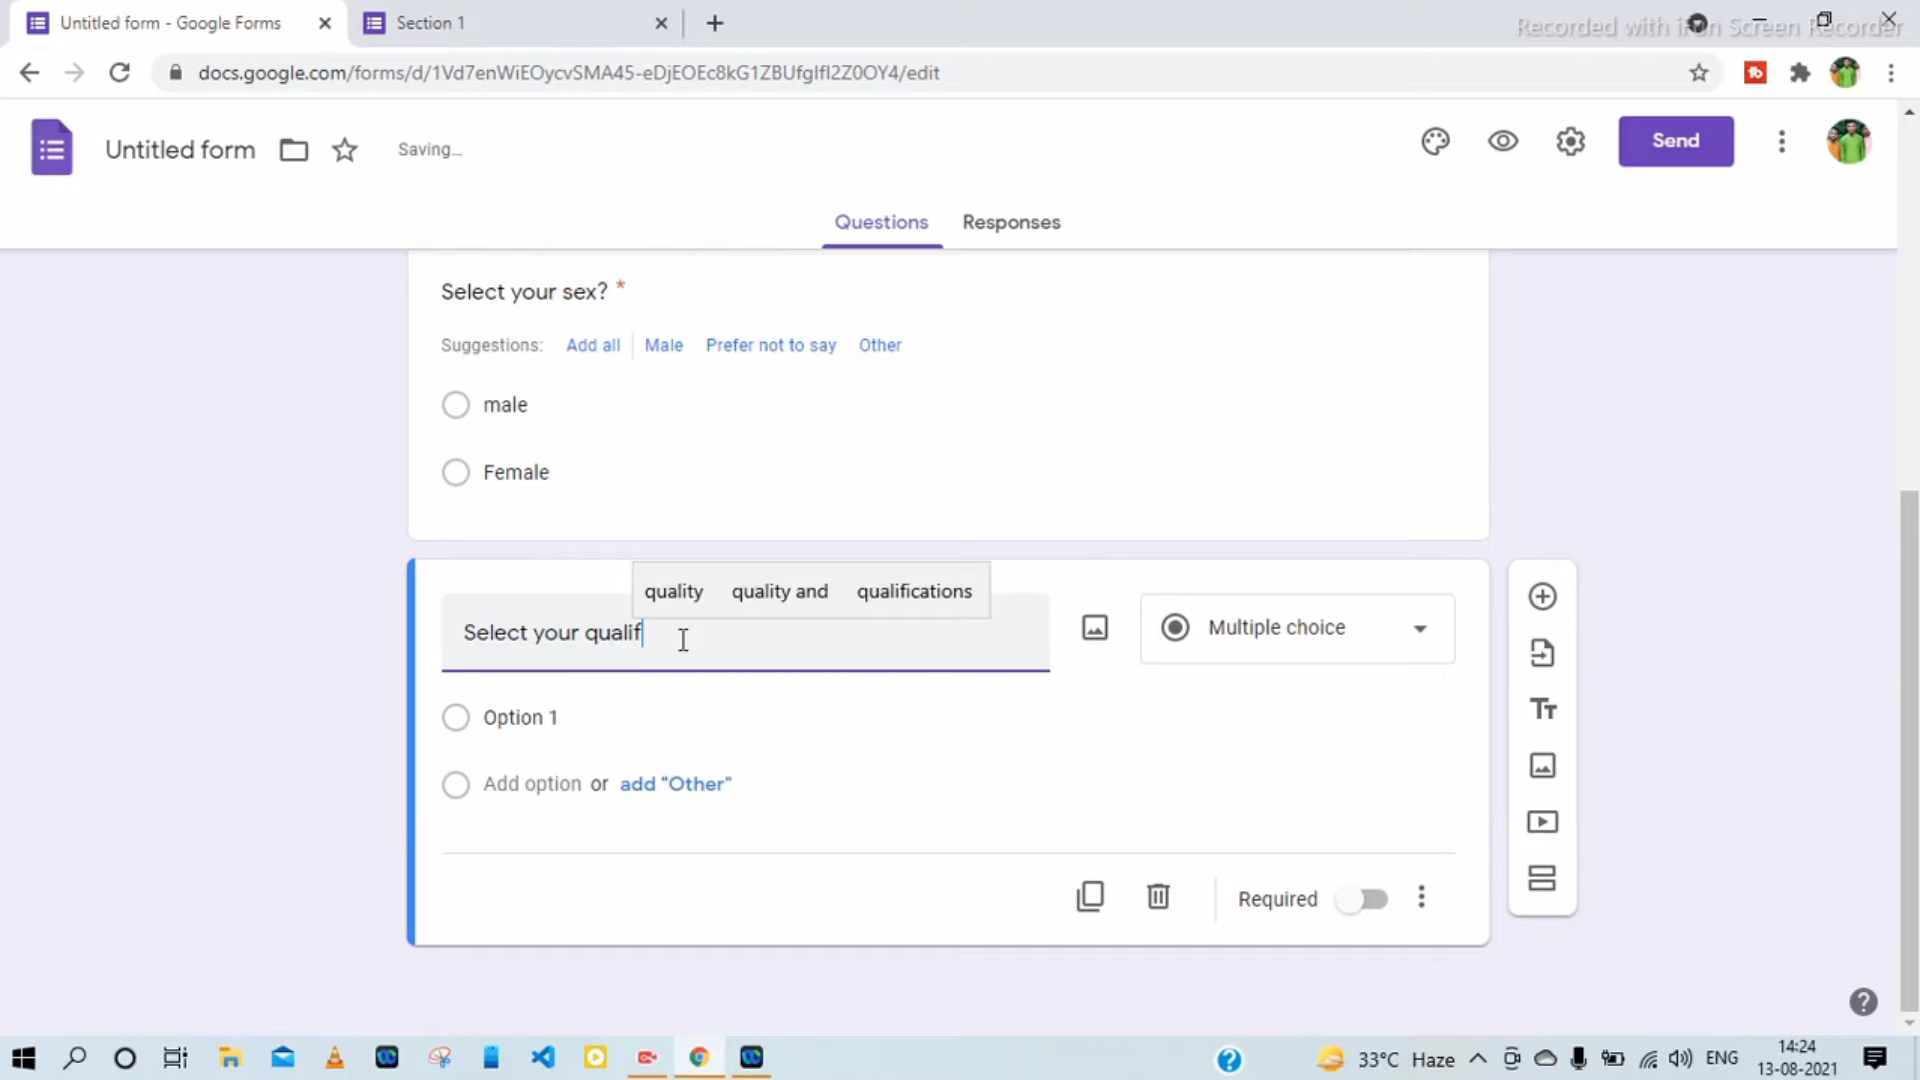 Untitled form - Google Forms
Section 1
Recorded with iFun Screen Recorder
docs.google.com/forms/d/1Vd7enWiEOycvSMA45-eDjEOEc8kG1ZBUfgIfI2Z0OY4/edit
Untitled form
Saving...
Send
Questions
Responses
Select your sex? *
Suggestions: Add all Male Prefer not to say Other
male
Female
quality quality and qualifications
Select your qualif
Multiple choice
Option 1
Add option or add "Other"
Required
33°C Haze
ENG
14:24
13-08-2021